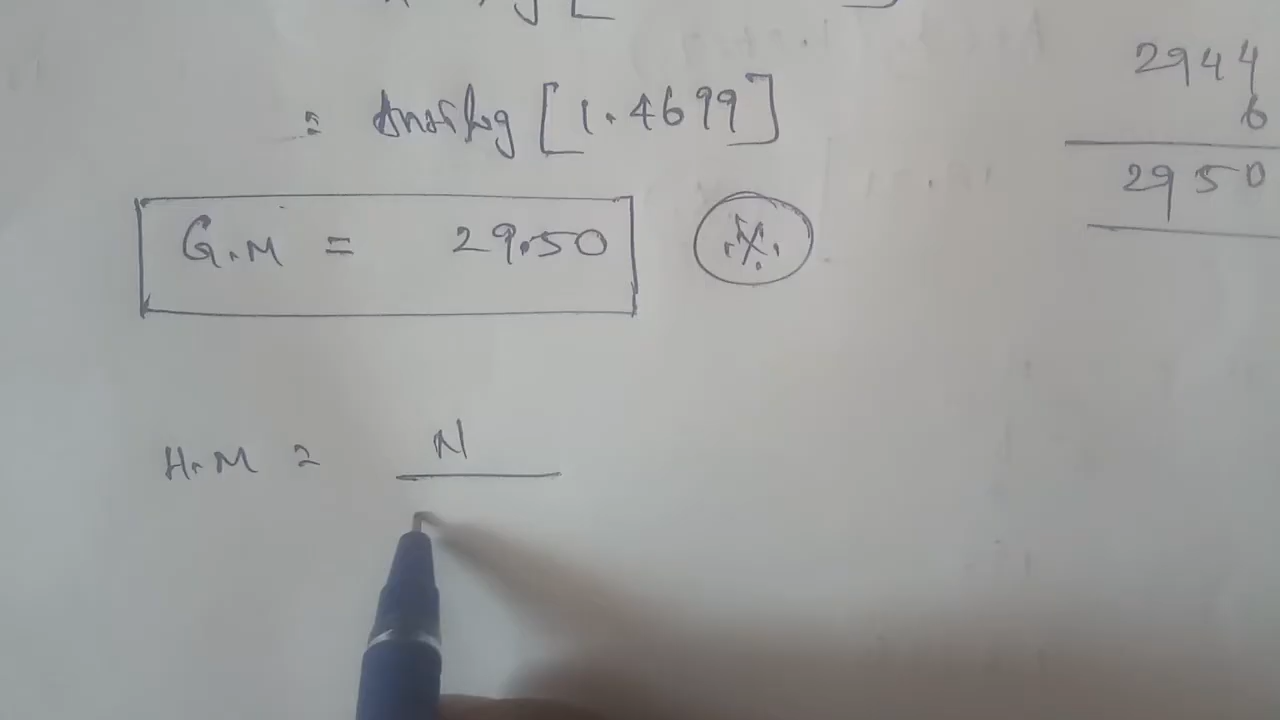 = Antilog [1.4699]
G.M = 29.50
H.M = N
2944
6
2950